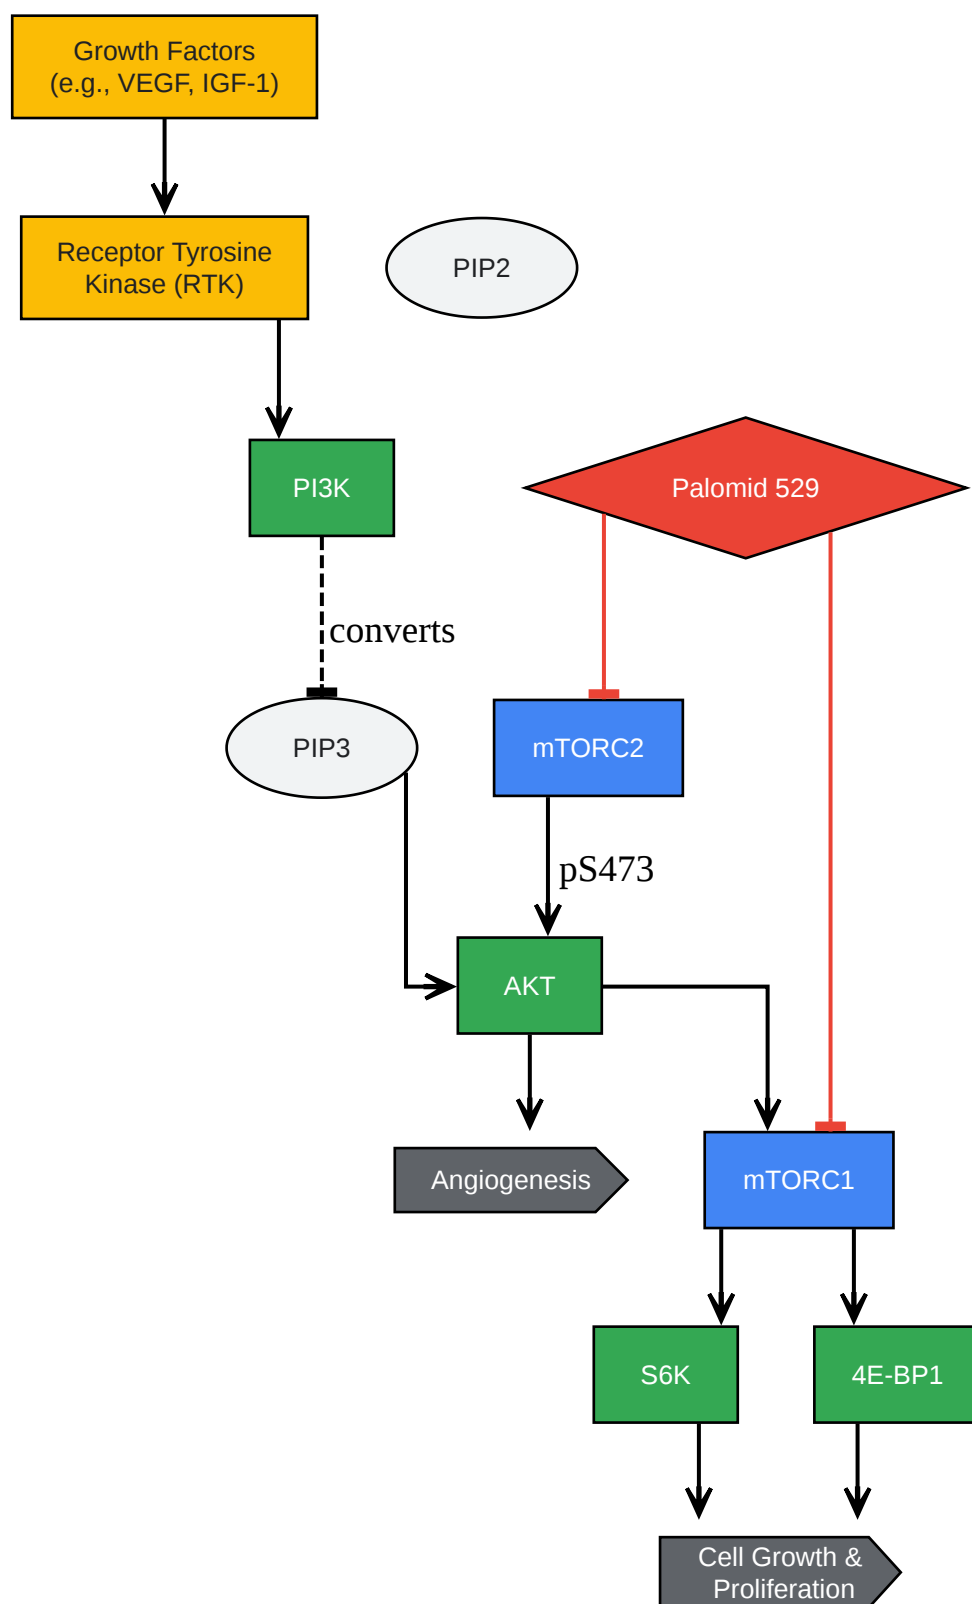 Growth Factors
(e.g., VEGF, IGF-1)
Receptor Tyrosine
Kinase (RTK)
PIP2
PI3K
Palomid 529
converts
PIP3
mTORC2
pS473
AKT
Angiogenesis
mTORC1
S6K
4E-BP1
Cell Growth &
Proliferation